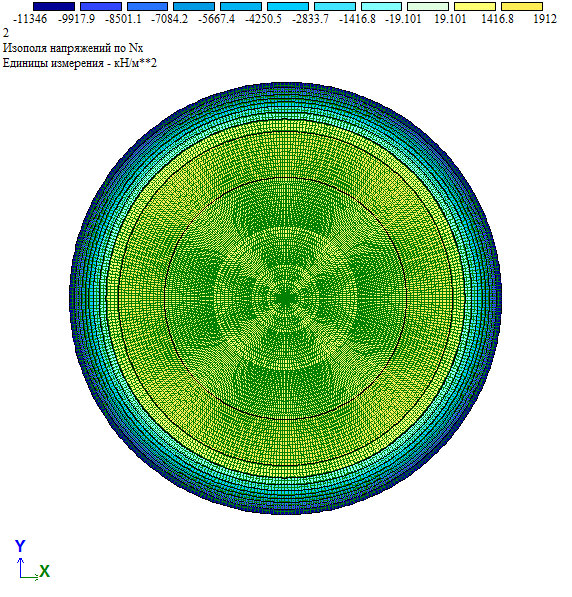 -11346 -9917.9 -8501.1 -7084.2 -5667.4 -4250.5 -2833.7 -1416.8 -19.101 19.101 1416.8 1912
2
Изополя напряжений по Nx
Единицы измерения - кН/м**2
Y
X